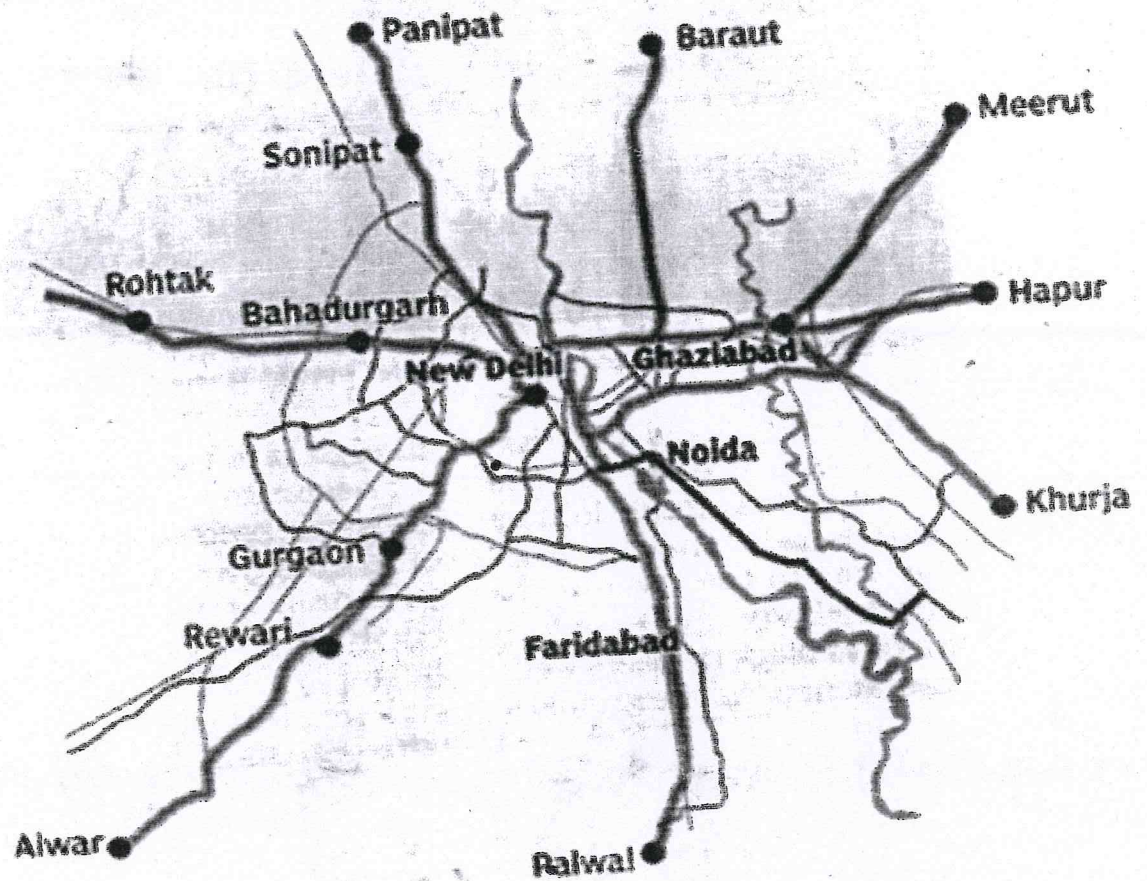 Panipat
Baraut
Meerut
Sonipat
Rohtak
Bahadurgarh
Hapur
New Delhi
Ghaziabad
Noida
Khurja
Gurgaon
Rewari
Faridabad
Alwar
Palwal